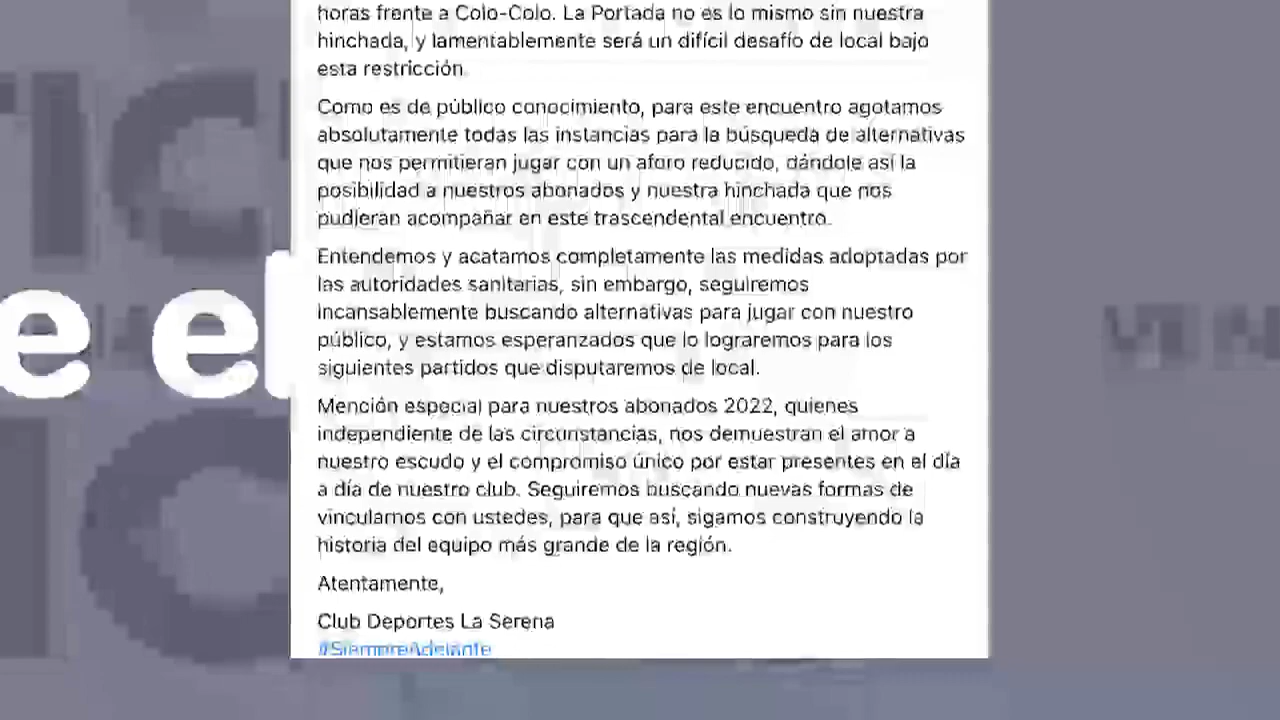 horas frente a Colo-Colo. La Portada no es lo mismo sin nuestra
hinchada, y lamentablemente será un difícil desafío de local bajo
esta restricción.
Como es de público conocimiento, para este encuentro agotamos
absolutamente todas las instancias para la búsqueda de alternativas
que nos permitieran jugar con un aforo reducido, dándole así la
posibilidad a nuestros abonados y nuestra hinchada que nos
pudieran acompañar en este trascendental encuentro.
Entendemos y acatamos completamente las medidas adoptadas por
las autoridades sanitarias, sin embargo, seguiremos
incansablemente buscando alternativas para jugar con nuestro
público, y estamos esperanzados que lo lograremos para los
siguientes partidos que disputaremos de local.
Mención especial para nuestros abonados 2022, quienes
independiente de las circunstancias, nos demuestran el amor a
nuestro escudo y el compromiso único por estar presentes en el día
a día de nuestro club. Seguiremos buscando nuevas formas de
vincularnos con ustedes, para que así, sigamos construyendo la
historia del equipo más grande de la región.
Atentamente,
Club Deportes La Serena
#SiempreAdelante
e el